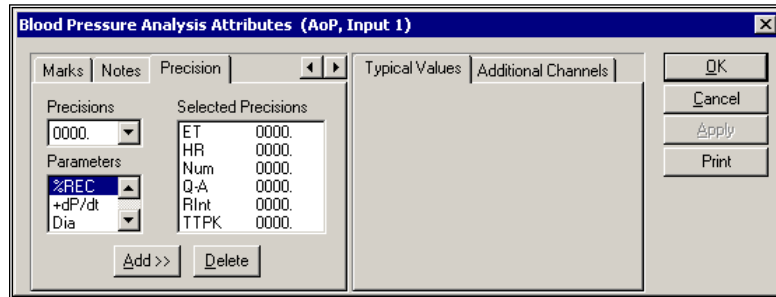 Blood Pressure Analysis Attributes (AoP, Input 1)
Marks Notes Precision
Typical Values Additional Channels
OK
Cancel
Apply
Print
Precisions
0000.
Parameters
%REC
+dP/dt
Dia
Selected Precisions
ET 0000.
HR 0000.
Num 0000.
Q-A 0000.
RInt 0000.
TTPK 0000.
Add >> Delete